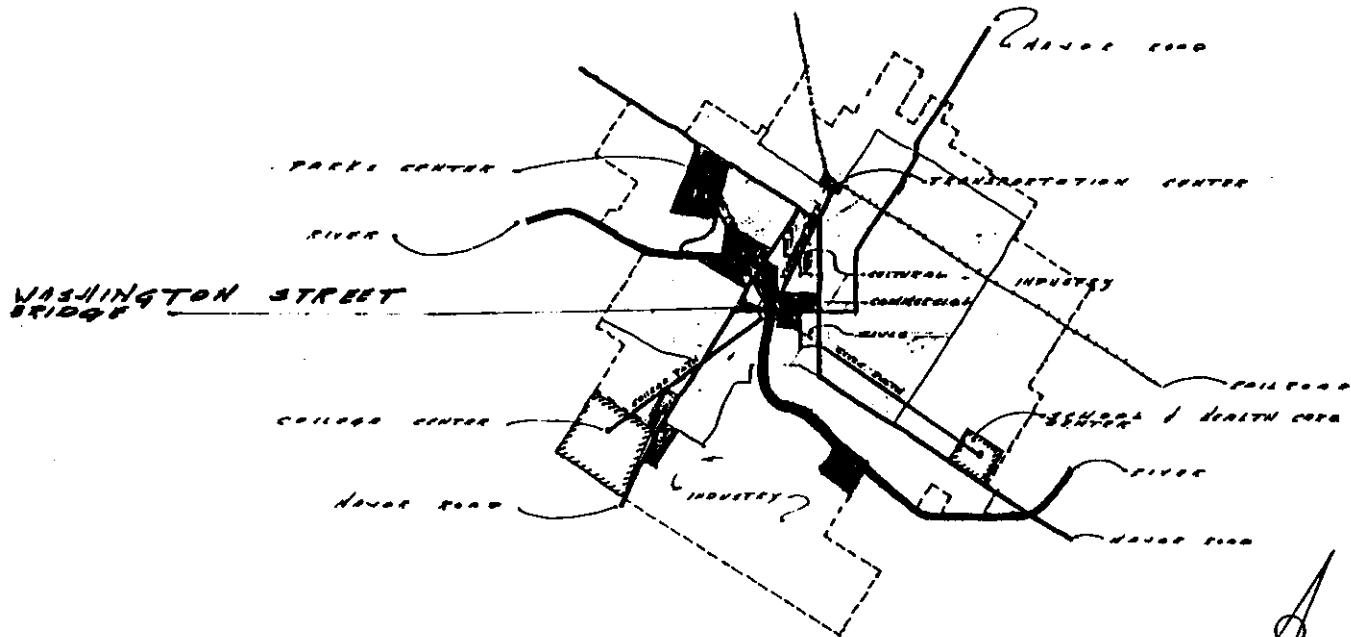 MAJOR ROAD
PARKS CENTER
TRANSPORTATION CENTER
RIVER
CULTURAL
INDUSTRY
WASHINGTON STREET
BRIDGE
COMMERCIAL
RAILROAD
COLLEGE CENTER
SCHOOL & HEALTH CARE
CENTER
RIVER
INDUSTRY
MAJOR ROAD
MAJOR ROAD